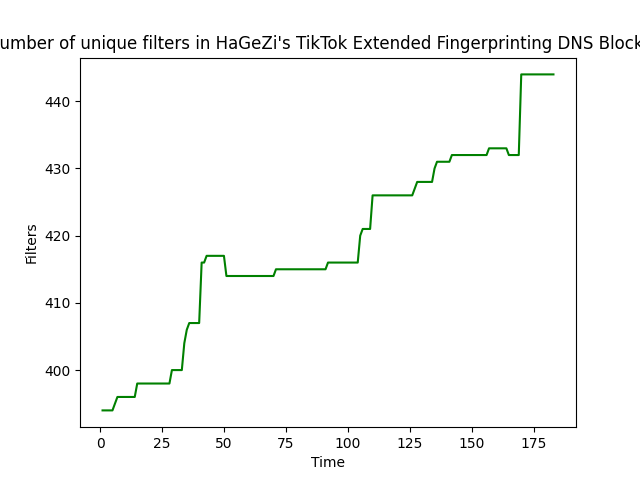 umber of unique filters in HaGeZi's TikTok Extended Fingerprinting DNS Block
440
430
420
410
400
Filters
0 25 50 75 100 125 150 175
Time